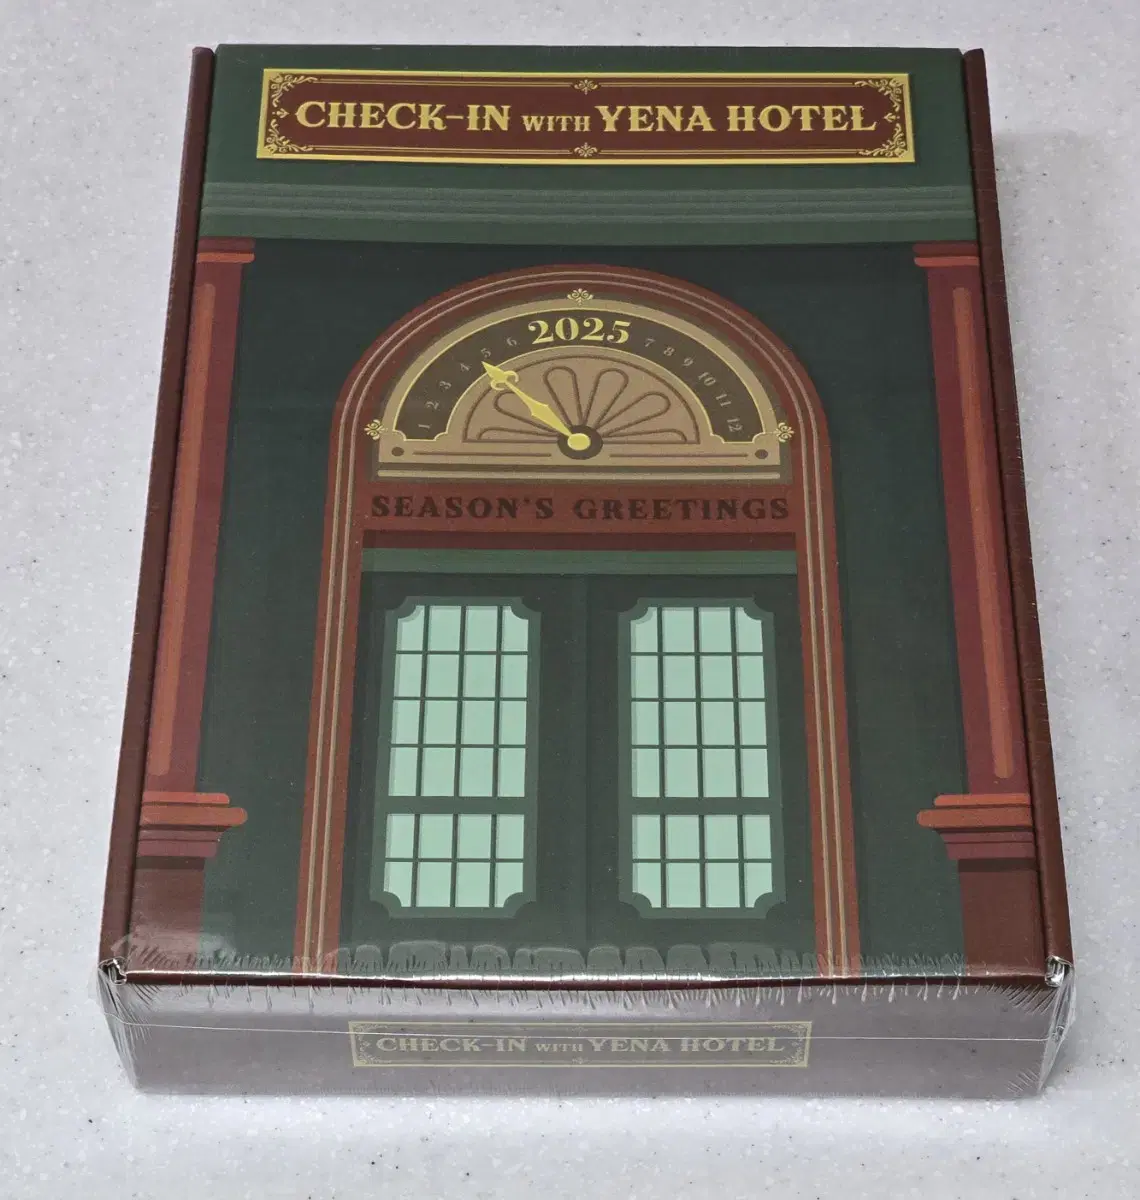 CHECK-IN WITH YENA HOTEL
2025
1 2 3 4 5 6 7 8 9 10 11 12
SEASON'S GREETINGS
CHECK-IN WITH YENA HOTEL